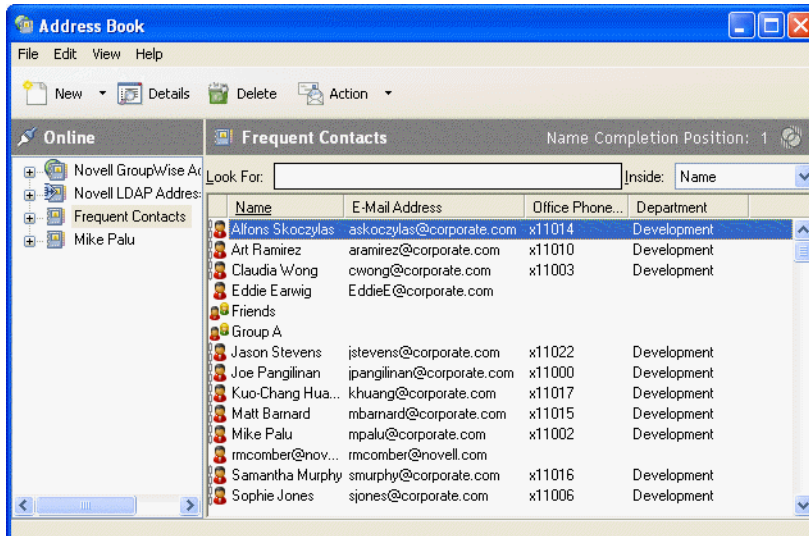 Address Book
File Edit View Help
New Details Delete Action
Online
Frequent Contacts Name Completion Position: 1
Novell GroupWise Ad
Novell LDAP Addres
Frequent Contacts
Mike Palu
Look For: Inside: Name
Name E-Mail Address Office Phone... Department
Alfons Skoczylas askoczylas@corporate.com x11014 Development
Art Ramirez aramirez@corporate.com x11010 Development
Claudia Wong cwong@corporate.com x11003 Development
Eddie Earwig EddieE@corporate.com
Friends
Group A
Jason Stevens jstevens@corporate.com x11022 Development
Joe Pangilinan jpangilinan@corporate.com x11000 Development
Kuo-Chang Hua... khuang@corporate.com x11017 Development
Matt Barnard mbarnard@corporate.com x11015 Development
Mike Palu mpalu@corporate.com x11002 Development
rmcomber@nov... rmcomber@novell.com
Samantha Murphy smurphy@corporate.com x11016 Development
Sophie Jones sjones@corporate.com x11006 Development